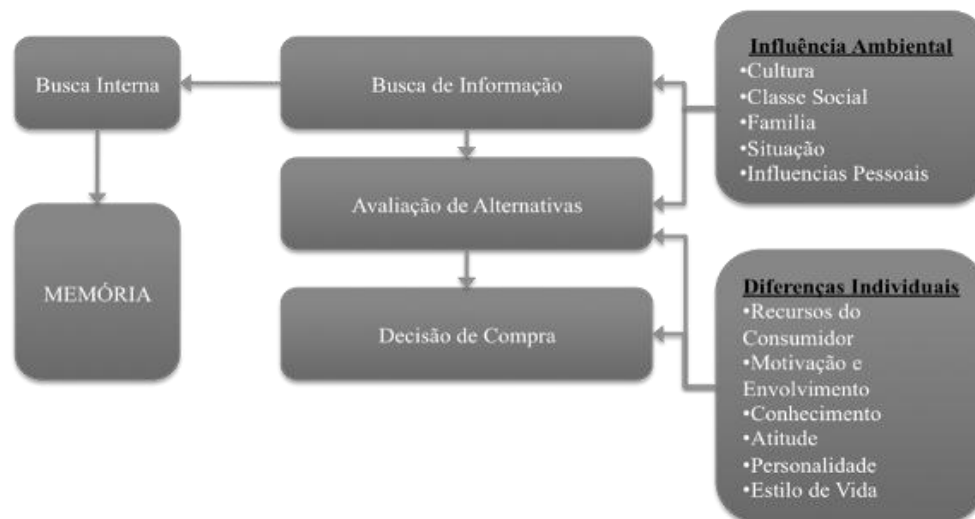 Busca Interna
Busca de Informação
Influência Ambiental
•Cultura
•Classe Social
•Familia
•Situação
•Influencias Pessoais
Avaliação de Alternativas
MEMÓRIA
Decisão de Compra
Diferenças Individuais
•Recursos do
Consumidor
•Motivação e
Envolvimento
•Conhecimento
•Atitude
•Personalidade
•Estilo de Vida